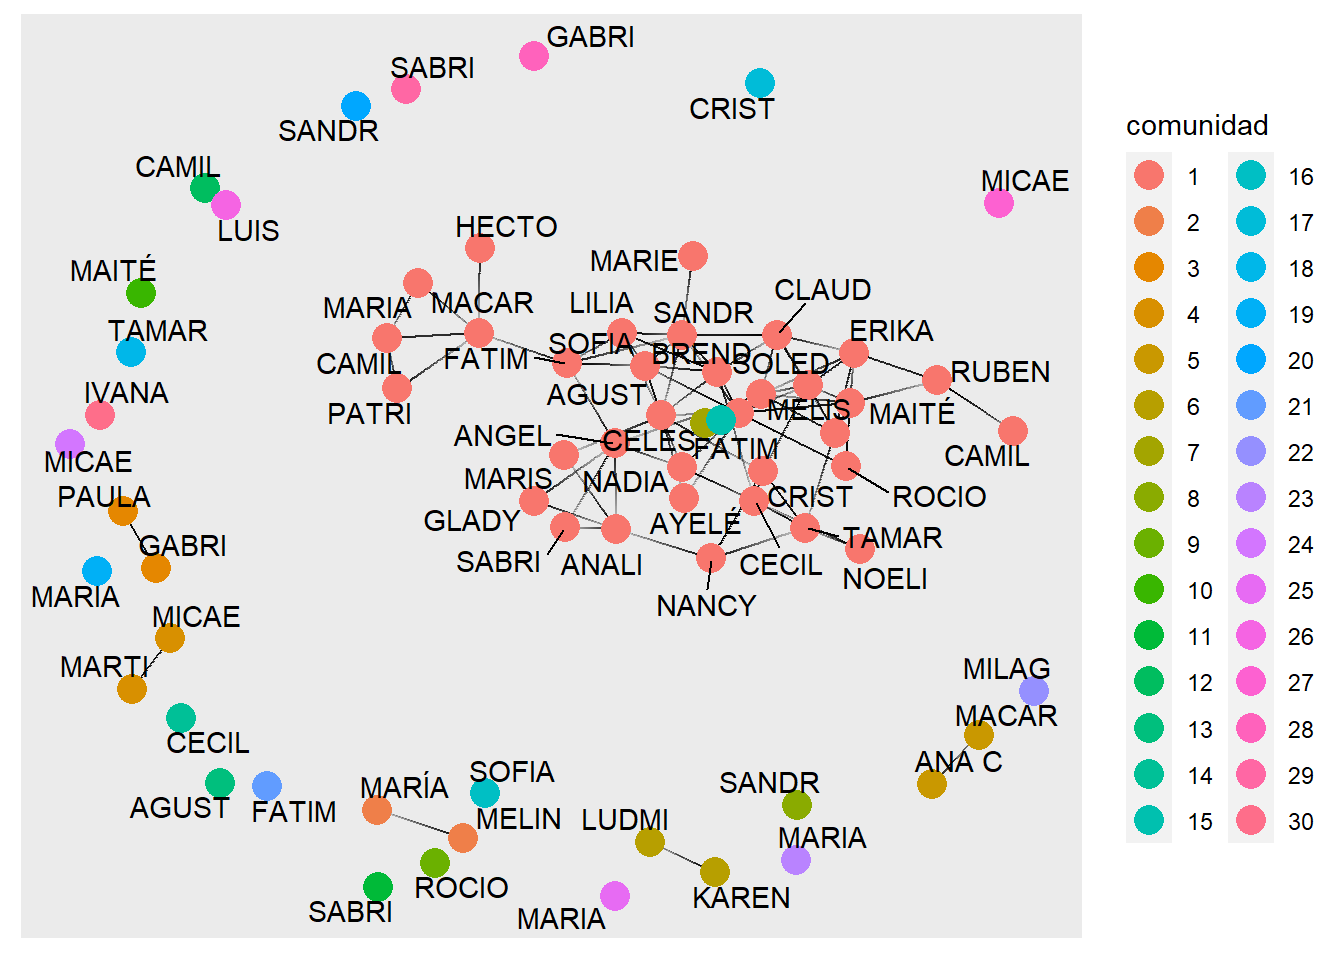 GABRI
SABRI
CRIST
SANDR
CAMIL
MICAE
LUIS
HECTO
MARIE
MAITÉ
CLAUD
MARIA
MACAR
LILIA
SANDR
TAMAR
ERIKA
CAMIL
FATIM
SOFIA
BREND
SOLED
RUBEN
IVANA
PATRI
AGUST
MENS
MAITÉ
ANGEL
CELES
FATIM
CAMIL
MICAE
MARIS
NADIA
PAULA
GLADY
AYELÉ
CRIST
ROCIO
GABRI
SABRI
ANALI
CECIL
TAMAR
NOELI
MARIA
NANCY
MICAE
MARTI
MILAG
MACAR
CECIL
ANA C
SOFIA
AGUST
FATIM
MARÍA
MELIN
LUDMI
SANDR
MARIA
ROCIO
KAREN
SABRI
MARIA
comunidad
1
2
3
4
5
6
7
8
9
10
11
12
13
14
15
16
17
18
19
20
21
22
23
24
25
26
27
28
29
30